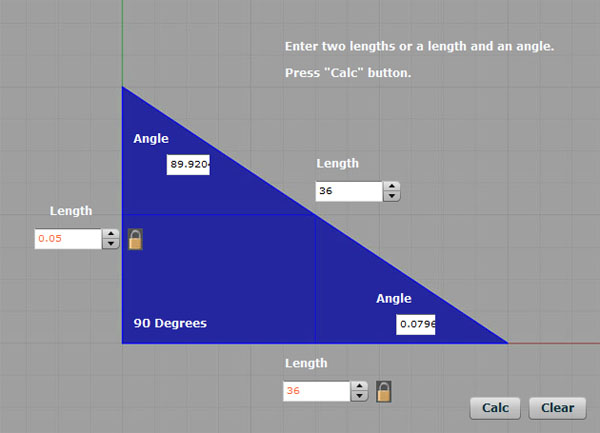 Enter two lengths or a length and an angle.
Press "Calc" button.
Angle
89.920
Length
36
Length
0.05
90 Degrees
Angle
0.0796
Length
36
Calc
Clear